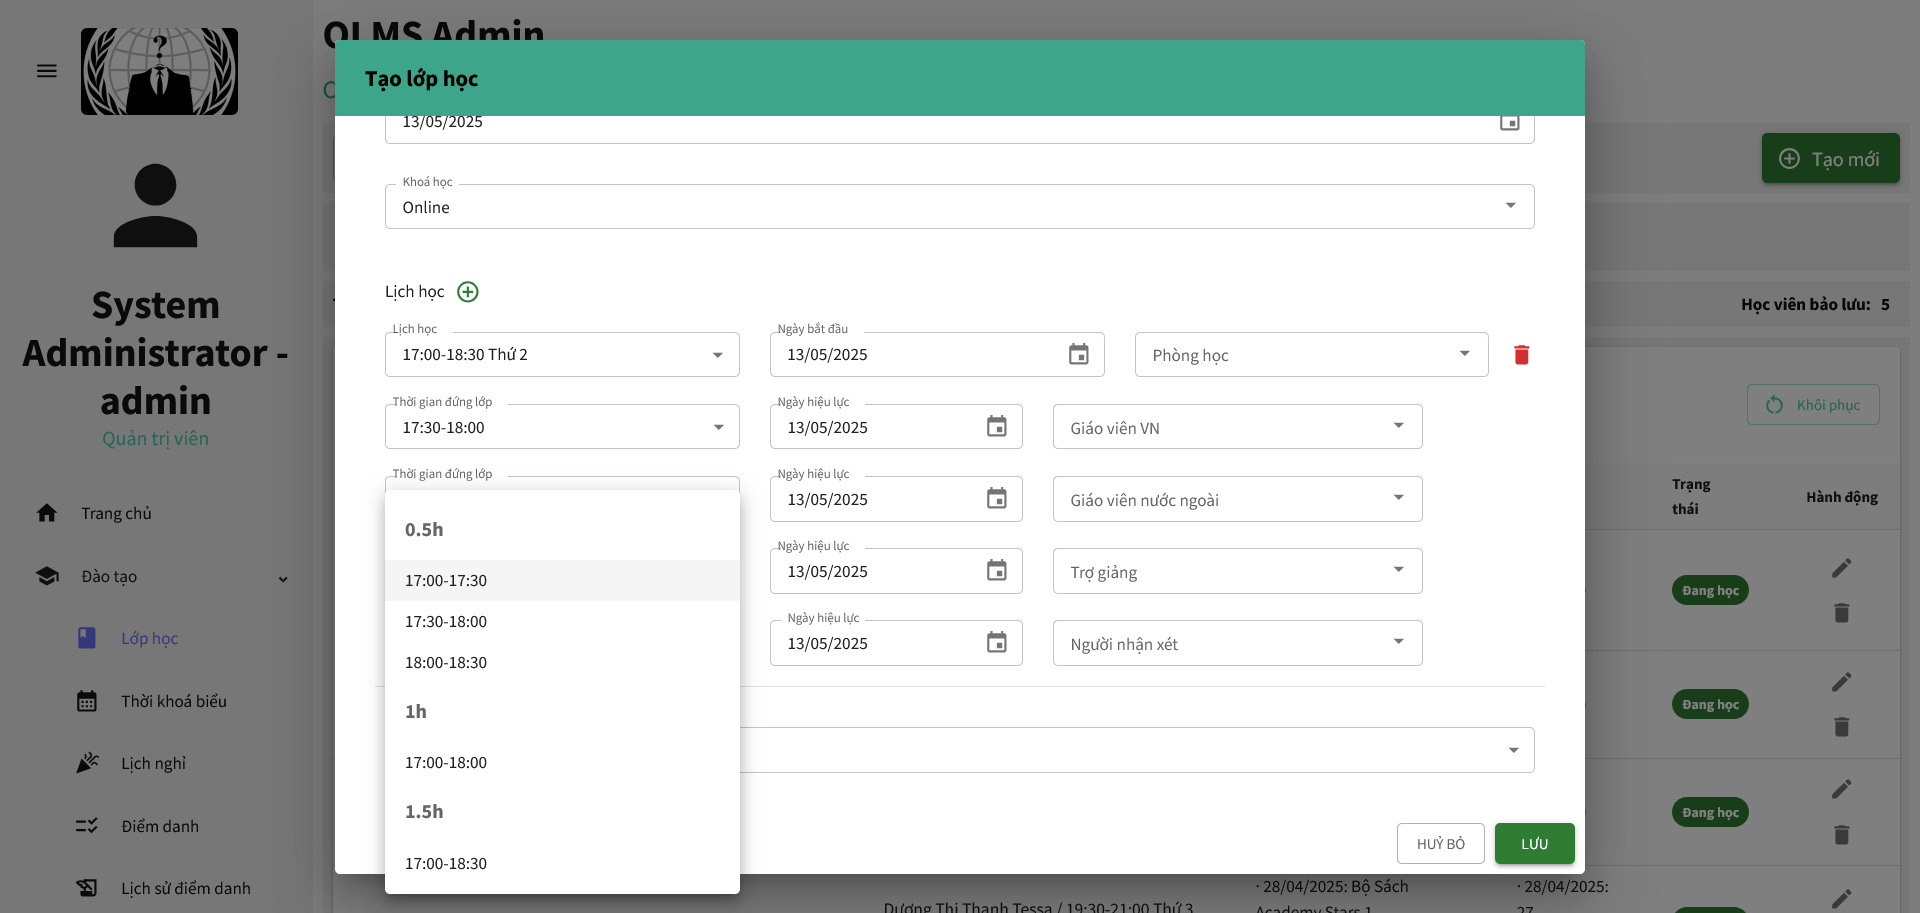 QLMS Admin
Tạo lớp học
13/05/2025
Tạo mới
Khoá học
Online
System
Administrator -
admin
Quản trị viên
Học viên bảo lưu: 5
Lịch học
Lịch học
17:00-18:30 Thứ 2
Ngày bắt đầu
13/05/2025
Phòng học
Thời gian đứng lớp
17:30-18:00
Ngày hiệu lực
13/05/2025
Giáo viên VN
Khôi phục
Thời gian đứng lớp
Ngày hiệu lực
13/05/2025
Giáo viên nước ngoài
Trạng
thái
Hành động
0.5h
17:00-17:30
17:30-18:00
18:00-18:30
1h
17:00-18:00
1.5h
17:00-18:30
Ngày hiệu lực
13/05/2025
Trợ giảng
Ngày hiệu lực
13/05/2025
Người nhận xét
Đang học
Đang học
Đang học
HUỶ BỎ
LƯU
Trang chủ
Đào tạo
Lớp học
Thời khoá biểu
Lịch nghỉ
Điểm danh
Lịch sử điểm danh
Dương Thị Thanh Tessa / 19:30-21:00 Thứ 3
· 28/04/2025: Bộ Sách
Academy Stars 1
· 28/04/2025:
27